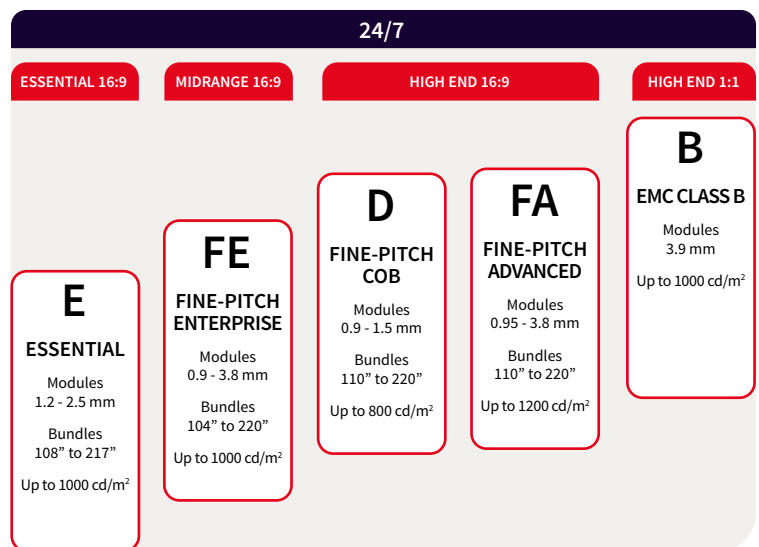 24/7
ESSENTIAL 16:9
MIDRANGE 16:9
HIGH END 16:9
HIGH END 1:1
E
ESSENTIAL
Modules
1.2 - 2.5 mm
Bundles
108” to 217”
Up to 1000 cd/m²
FE
FINE-PITCH
ENTERPRISE
Modules
0.9 - 3.8 mm
Bundles
104” to 220”
Up to 1000 cd/m²
D
FINE-PITCH
COB
Modules
0.9 - 1.5 mm
Bundles
110” to 220”
Up to 800 cd/m²
FA
FINE-PITCH
ADVANCED
Modules
0.95 - 3.8 mm
Bundles
110” to 220”
Up to 1200 cd/m²
B
EMC CLASS B
Modules
3.9 mm
Up to 1000 cd/m²